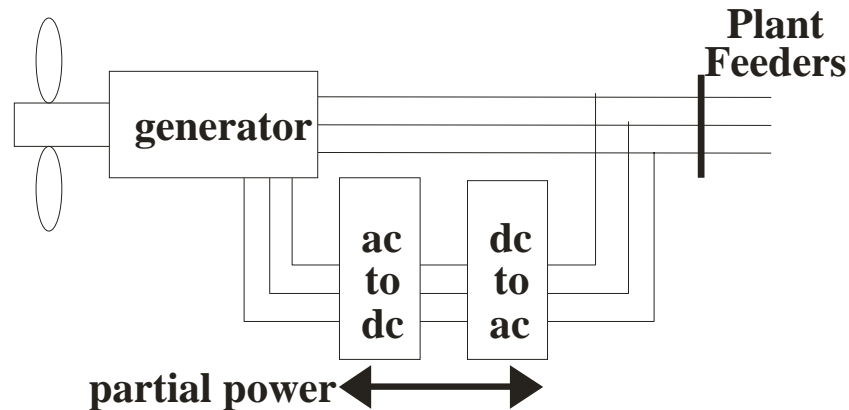 Plant
Feeders
generator
ac
to
dc
dc
to
ac
partial power